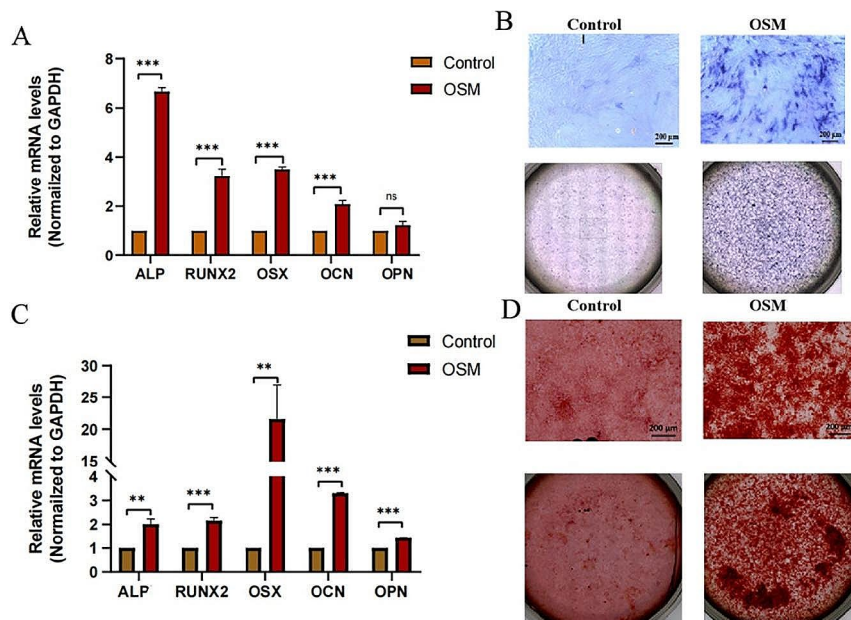 A
Relative mRNA levels
(Normailzed to GAPDH)
8
6
4
2
0
***
***
***
***
ns
ALP
RUNX2
OSX
OCN
OPN
Control
OSM
B
Control
OSM
200 μm
200 μm
C
Relative mRNA levels
(Normailzed to GAPDH)
30
25
20
15
4
3
2
1
0
**
***
**
***
***
ALP
RUNX2
OSX
OCN
OPN
Control
OSM
D
Control
OSM
200 μm
200 μm